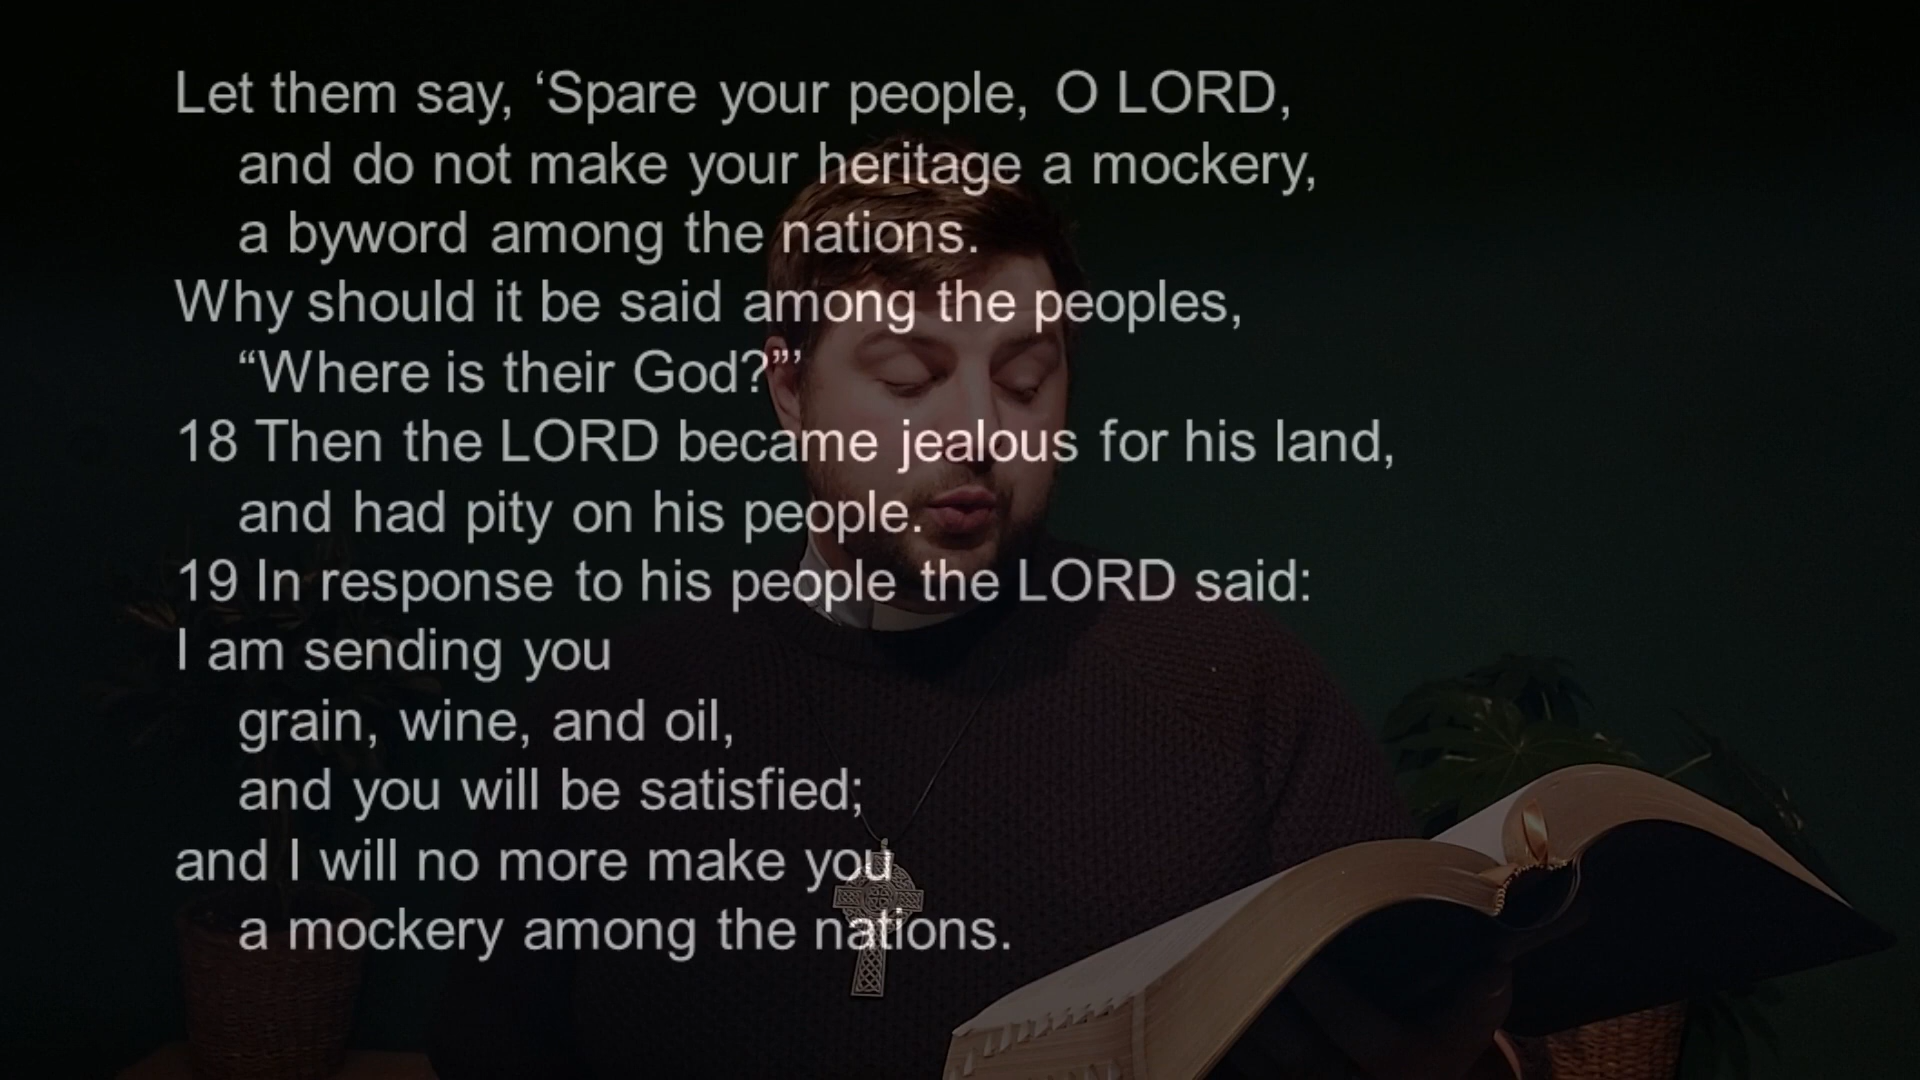 Let them say, ‘Spare your people, O LORD,
and do not make your heritage a mockery,
a byword among the nations.
Why should it be said among the peoples,
“Where is their God?”’
18 Then the LORD became jealous for his land,
and had pity on his people.
19 In response to his people the LORD said:
I am sending you
grain, wine, and oil,
and you will be satisfied;
and I will no more make you
a mockery among the nations.